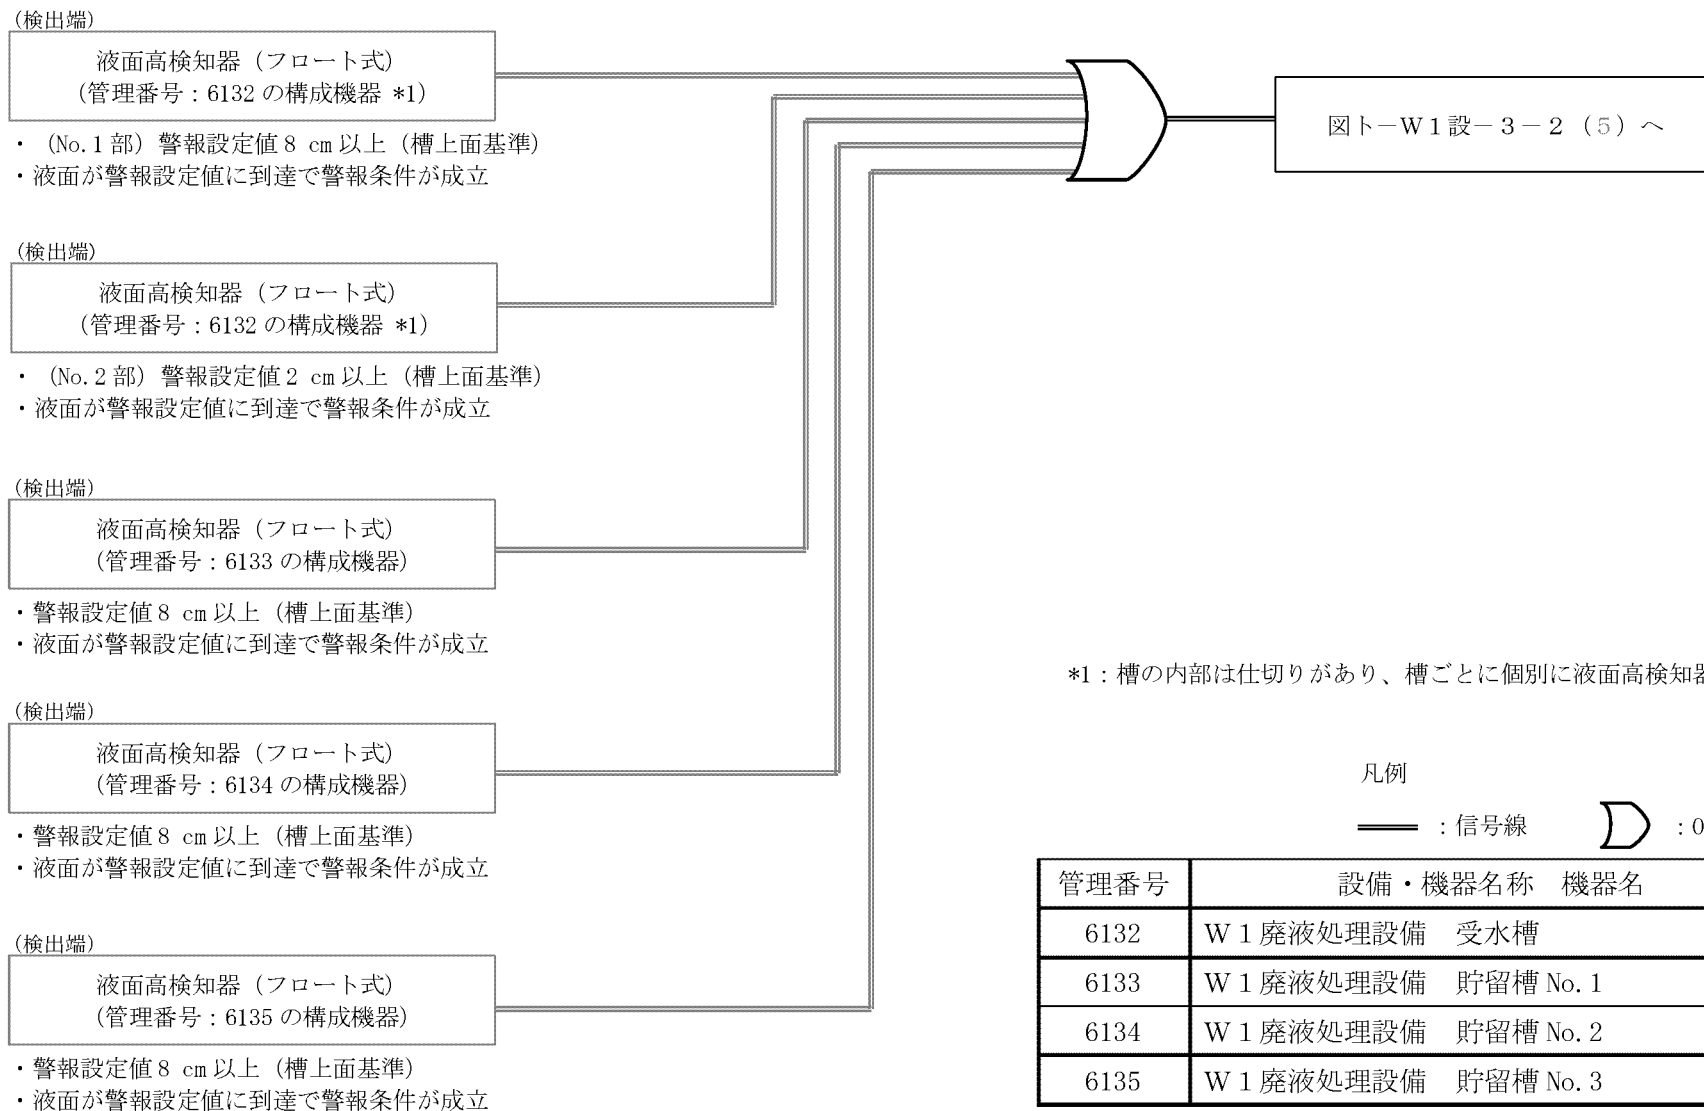 (検出端)
液面高検知器（フロート式）
（管理番号：6132 の構成機器 *1）
・（No.1 部）警報設定値 8 cm 以上（槽上面基準）
・液面が警報設定値に到達で警報条件が成立
(検出端)
液面高検知器（フロート式）
（管理番号：6132 の構成機器 *1）
・（No.2 部）警報設定値 2 cm 以上（槽上面基準）
・液面が警報設定値に到達で警報条件が成立
(検出端)
液面高検知器（フロート式）
（管理番号：6133 の構成機器）
・警報設定値 8 cm 以上（槽上面基準）
・液面が警報設定値に到達で警報条件が成立
(検出端)
液面高検知器（フロート式）
（管理番号：6134 の構成機器）
・警報設定値 8 cm 以上（槽上面基準）
・液面が警報設定値に到達で警報条件が成立
(検出端)
液面高検知器（フロート式）
（管理番号：6135 の構成機器）
・警報設定値 8 cm 以上（槽上面基準）
・液面が警報設定値に到達で警報条件が成立
図ト－Ｗ１設－３－２（５）へ
*1：槽の内部は仕切りがあり、槽ごとに個別に液面高検知
凡例
：信号線
管理番号 設備・機器名称　機器名
6132 Ｗ１廃液処理設備　受水槽
6133 Ｗ１廃液処理設備　貯留槽 No.1
6134 Ｗ１廃液処理設備　貯留槽 No.2
6135 Ｗ１廃液処理設備　貯留槽 No.3